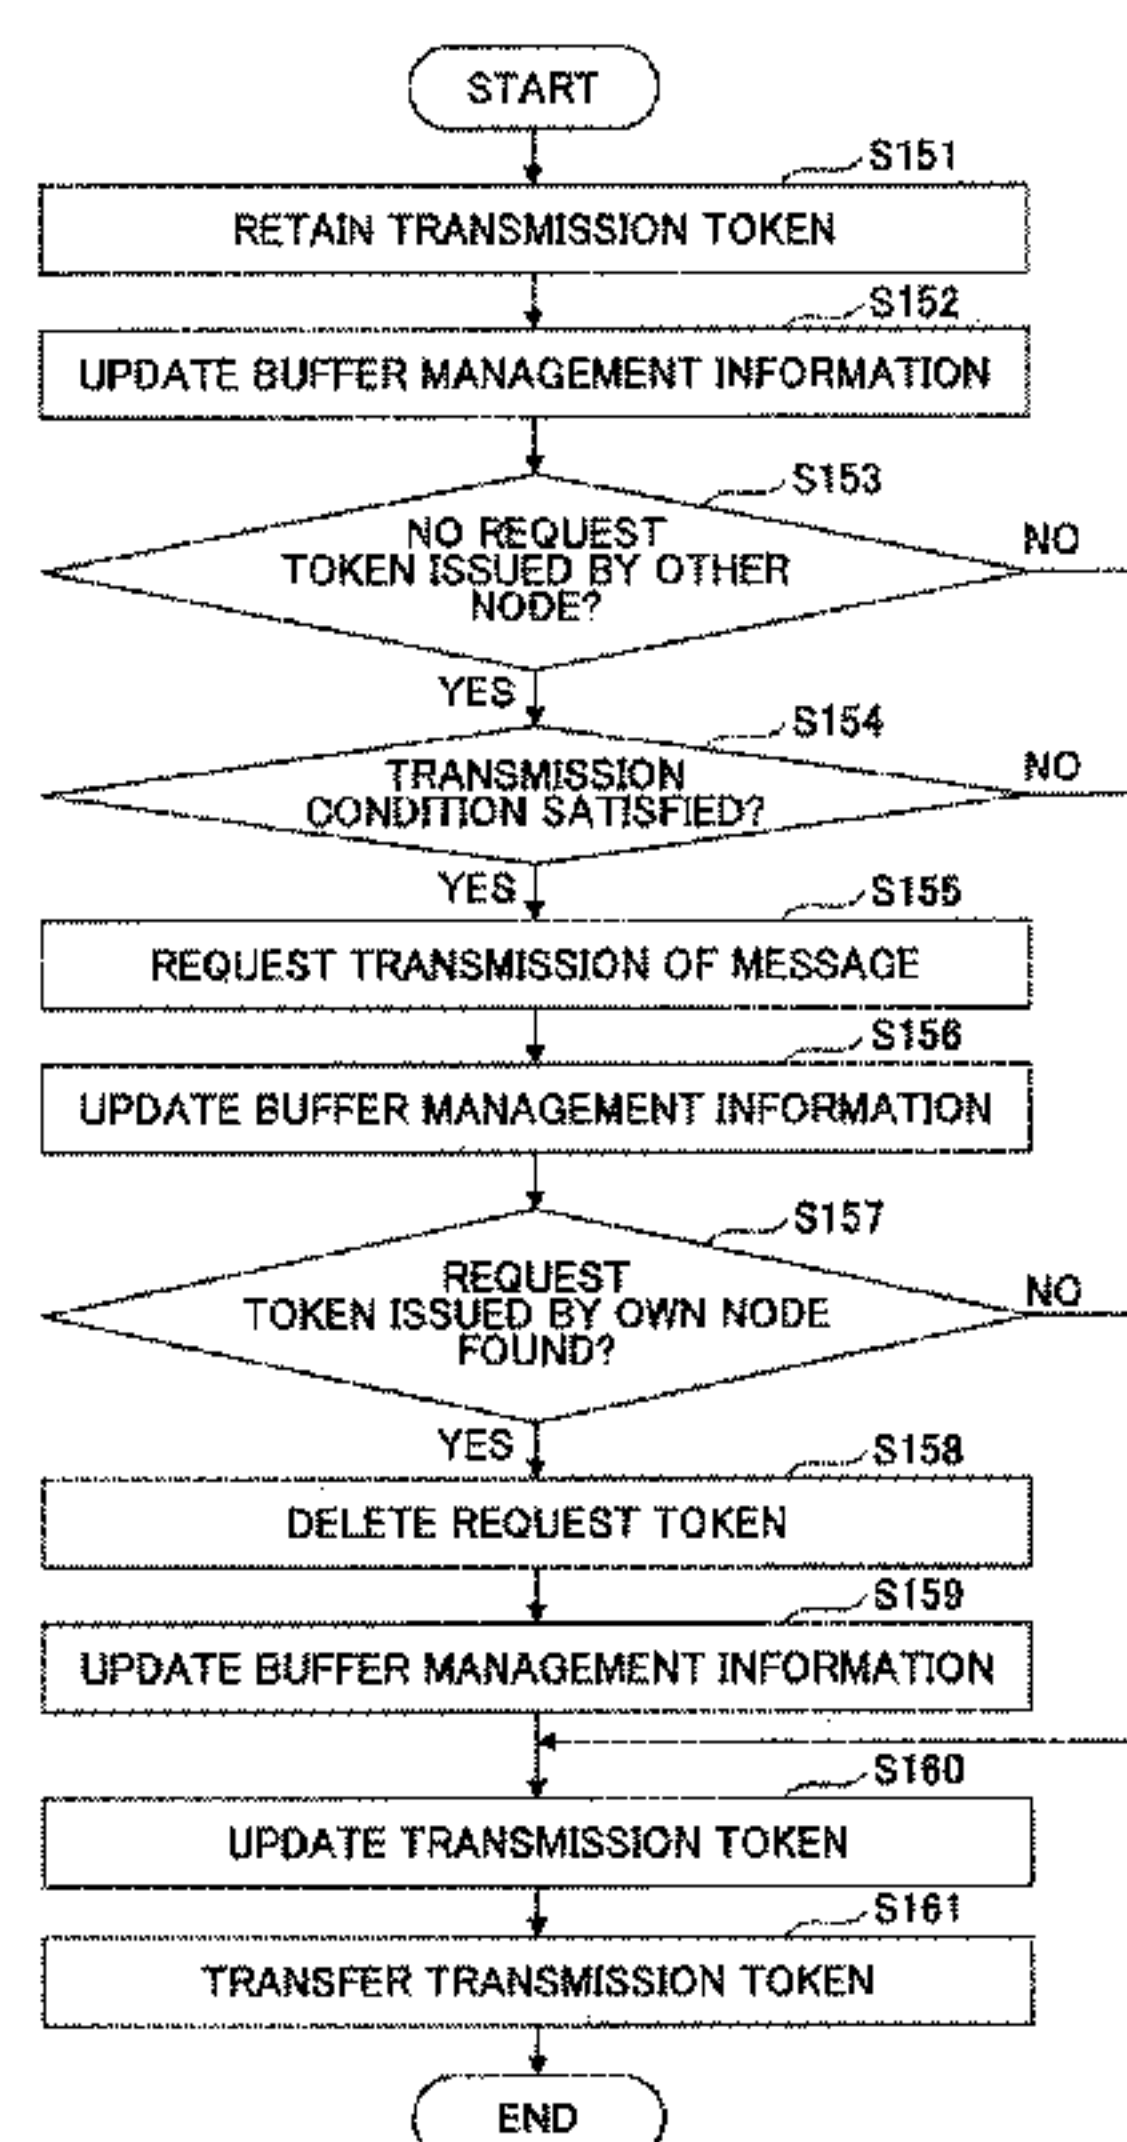 START
S151
RETAIN TRANSMISSION TOKEN
S152
UPDATE BUFFER MANAGEMENT INFORMATION
S153
NO REQUEST
TOKEN ISSUED BY OTHER
NODE?
NO
YES
S154
TRANSMISSION
CONDITION SATISFIED?
NO
YES
S155
REQUEST TRANSMISSION OF MESSAGE
S156
UPDATE BUFFER MANAGEMENT INFORMATION
S157
REQUEST
TOKEN ISSUED BY OWN NODE
FOUND?
NO
YES
S158
DELETE REQUEST TOKEN
S159
UPDATE BUFFER MANAGEMENT INFORMATION
S160
UPDATE TRANSMISSION TOKEN
S161
TRANSFER TRANSMISSION TOKEN
END